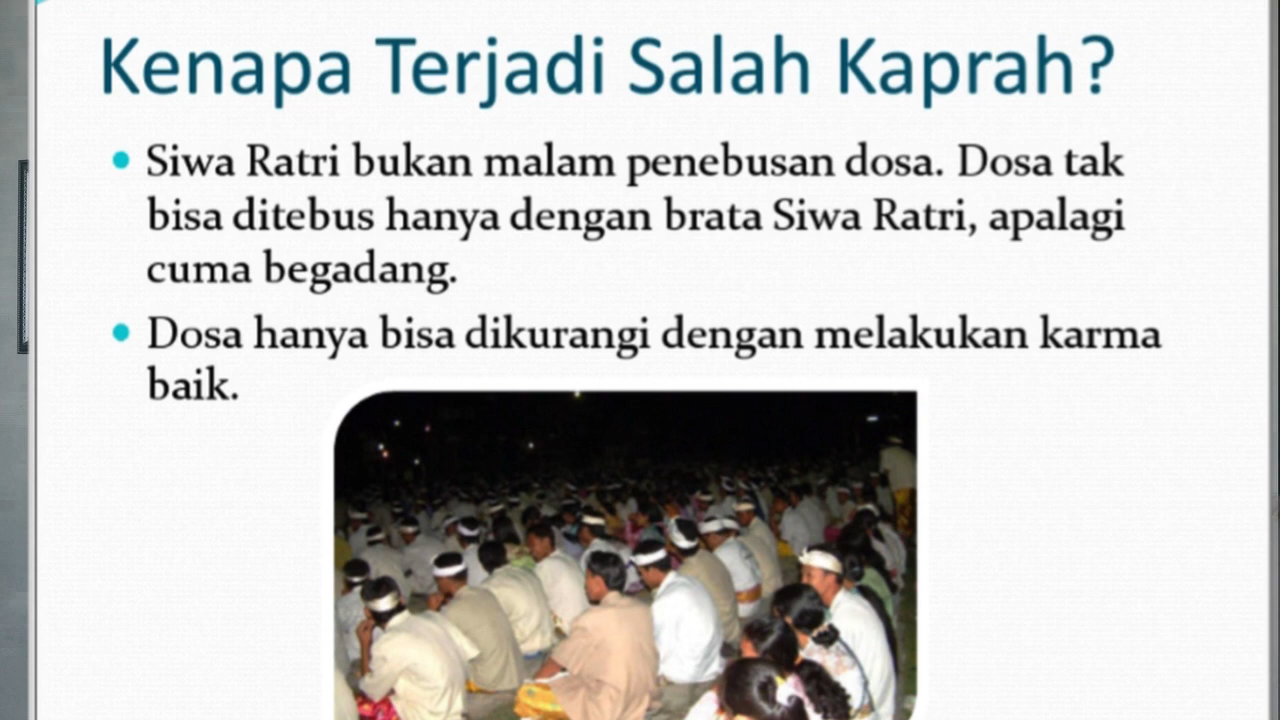 Kenapa Terjadi Salah Kaprah?
Siwa Ratri bukan malam penebusan dosa. Dosa tak
bisa ditebus hanya dengan brata Siwa Ratri, apalagi
cuma begadang.
Dosa hanya bisa dikurangi dengan melakukan karma
baik.